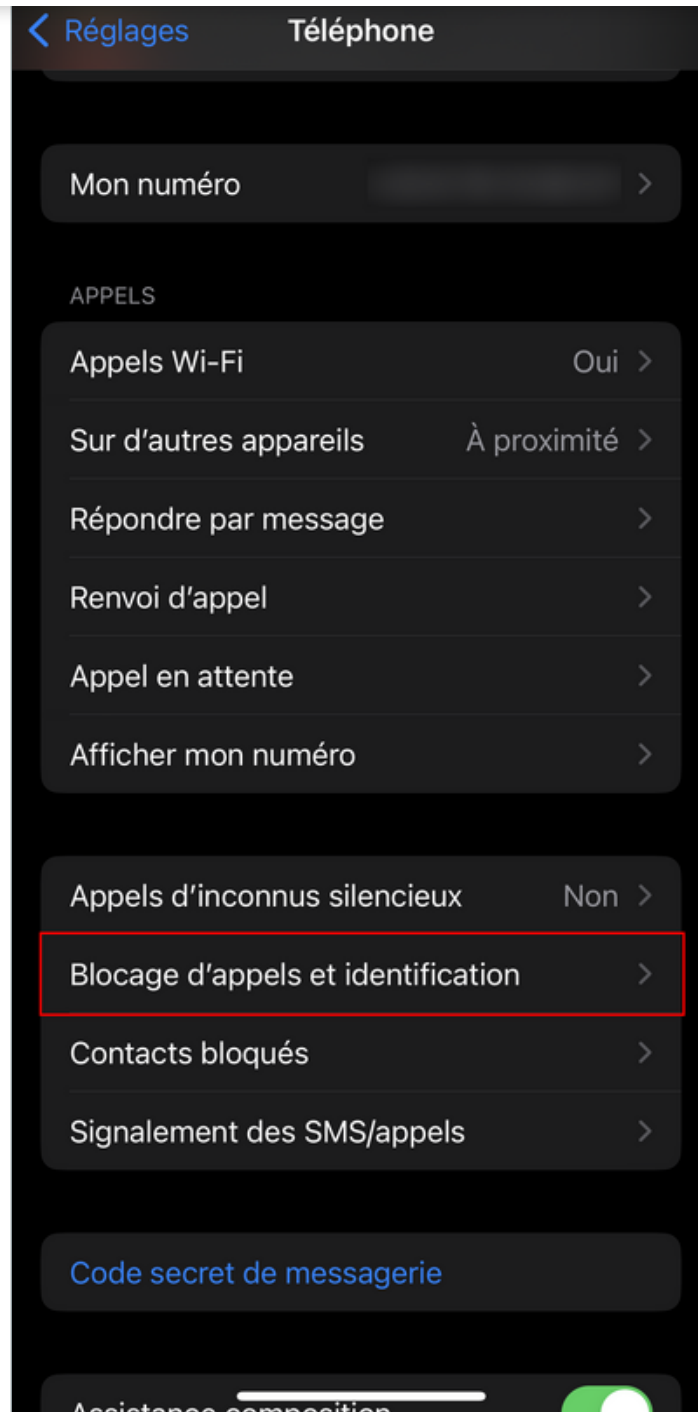 Réglages
Téléphone
Mon numéro
APPELS
Appels Wi-Fi Oui
Sur d'autres appareils À proximité
Répondre par message
Renvoi d'appel
Appel en attente
Afficher mon numéro
Appels d'inconnus silencieux Non
Blocage d'appels et identification
Contacts bloqués
Signalement des SMS/appels
Code secret de messagerie
Assistance composition